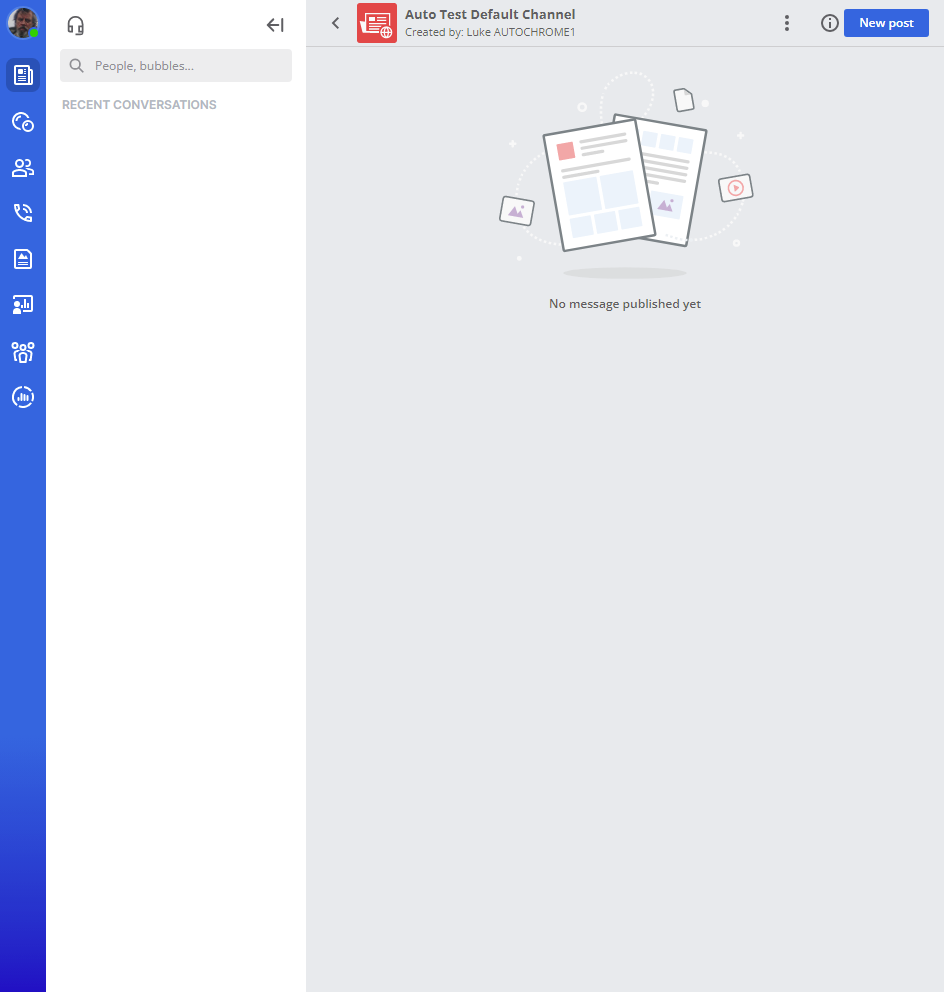 People, bubbles...
RECENT CONVERSATIONS
Auto Test Default Channel
Created by: Luke AUTOCHROME1
New post
No message published yet